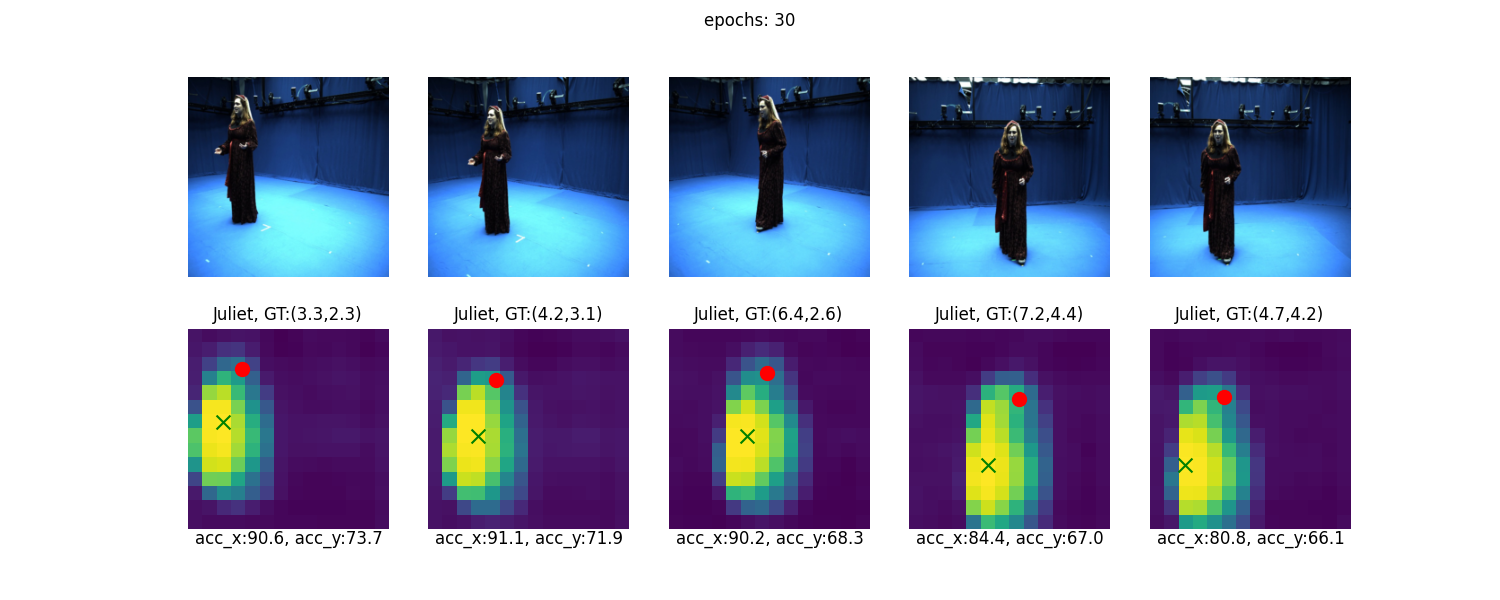 epochs: 30
Juliet, GT:(3.3,2.3)
Juliet, GT:(4.2,3.1)
Juliet, GT:(6.4,2.6)
Juliet, GT:(7.2,4.4)
Juliet, GT:(4.7,4.2)
acc_x:90.6, acc_y:73.7
acc_x:91.1, acc_y:71.9
acc_x:90.2, acc_y:68.3
acc_x:84.4, acc_y:67.0
acc_x:80.8, acc_y:66.1